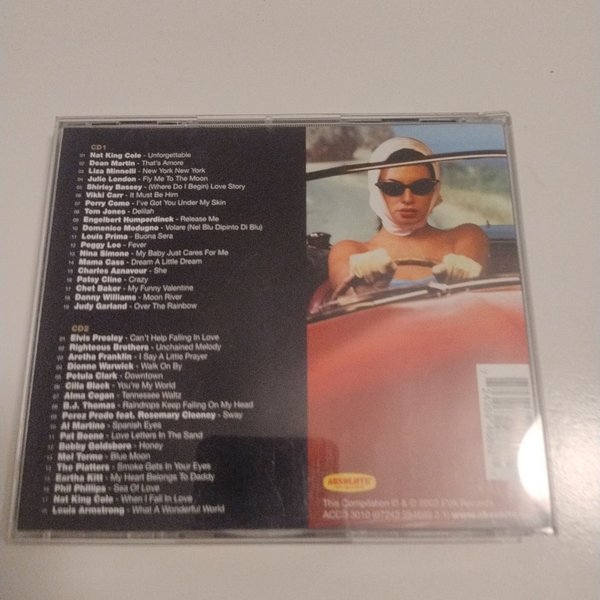 CD1
01 Nat King Cole - Unforgettable
02 Dean Martin - That's Amore
03 Liza Minnelli - New York New York
04 Julie London - Fly Me To The Moon
05 Shirley Bassey - (Where Do I Begin) Love Story
06 Vikki Carr - It Must Be Him
07 Perry Como - I've Got You Under My Skin
08 Tom Jones - Delilah
09 Engelbert Humperdinck - Release Me
10 Domenico Modugno - Volare (Nel Blu Dipinto Di Blu)
11 Louis Prima - Buona Sera
12 Peggy Lee - Fever
13 Nina Simone - My Baby Just Cares For Me
14 Mama Cass - Dream A Little Dream
15 Charles Aznavour - She
16 Patsy Cline - Crazy
17 Chet Baker - My Funny Valentine
18 Danny Williams - Moon River
19 Judy Garland - Over The Rainbow
CD2
01 Elvis Presley - Can't Help Falling In Love
02 Righteous Brothers - Unchained Melody
03 Aretha Franklin - I Say A Little Prayer
04 Dionne Warwick - Walk On By
05 Petula Clark - Downtown
06 Cilla Black - You're My World
07 Alma Cogan - Tennessee Waltz
08 B.J. Thomas - Raindrops Keep Falling On My Head
09 Perez Prado feat. Rosemary Clooney - Sway
10 Al Martino - Spanish Eyes
11 Pat Boone - Love Letters In The Sand
12 Bobby Goldsboro - Honey
13 Mel Torme - Blue Moon
14 The Platters - Smoke Gets In Your Eyes
15 Eartha Kitt - My Heart Belongs To Daddy
16 Phil Phillips - Sea Of Love
17 Nat King Cole - When I Fall In Love
18 Louis Armstrong - What A Wonderful World
ABSOLUTE
This Compilation ℗ & © 2002 EVA